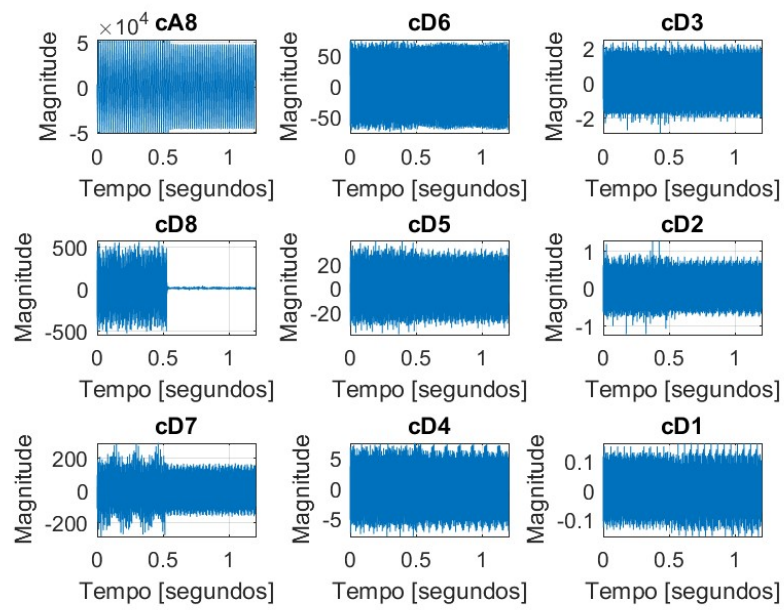 ×10⁴ cA8
Magnitude
5
0
-5
0 0.5 1
Tempo [segundos]
cD6
Magnitude
50
0
-50
0 0.5 1
Tempo [segundos]
cD3
Magnitude
2
0
-2
0 0.5 1
Tempo [segundos]
cD8
Magnitude
500
0
-500
0 0.5 1
Tempo [segundos]
cD5
Magnitude
20
0
-20
0 0.5 1
Tempo [segundos]
cD2
Magnitude
1
0
-1
0 0.5 1
Tempo [segundos]
cD7
Magnitude
200
0
-200
0 0.5 1
Tempo [segundos]
cD4
Magnitude
5
0
-5
0 0.5 1
Tempo [segundos]
cD1
Magnitude
0.1
0
-0.1
0 0.5 1
Tempo [segundos]